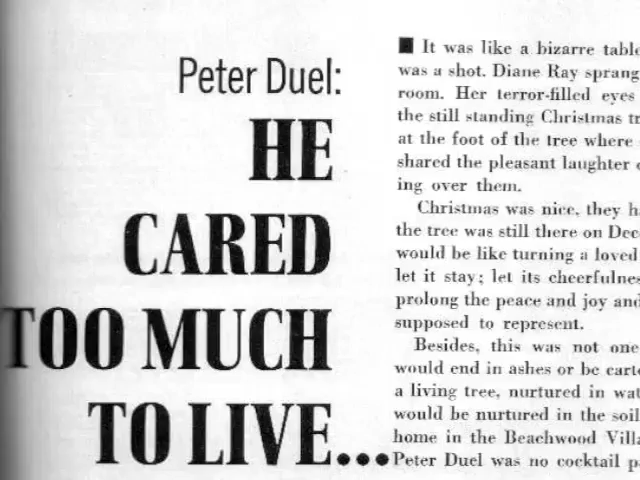 Peter Duel:
HE
CARED
TOO MUCH
TO LIVE...
■ It was like a bizarre table
was a shot. Diane Ray sprang
room. Her terror-filled eyes
the still standing Christmas tr
at the foot of the tree where
shared the pleasant laughter
ing over them.
Christmas was nice, they h
the tree was still there on Dec
would be like turning a loved
let it stay; let its cheerfulnes
prolong the peace and joy and
supposed to represent.
Besides, this was not one
would end in ashes or be carte
a living tree, nurtured in wat
would be nurtured in the soil
home in the Beachwood Villa
Peter Duel was no cocktail p